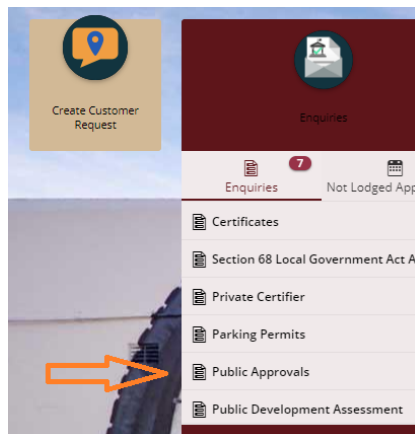 Create Customer
Request
Enquiries
7
Enquiries
Not Lodged App
Certificates
Section 68 Local Government Act A
Private Certifier
Parking Permits
Public Approvals
Public Development Assessment